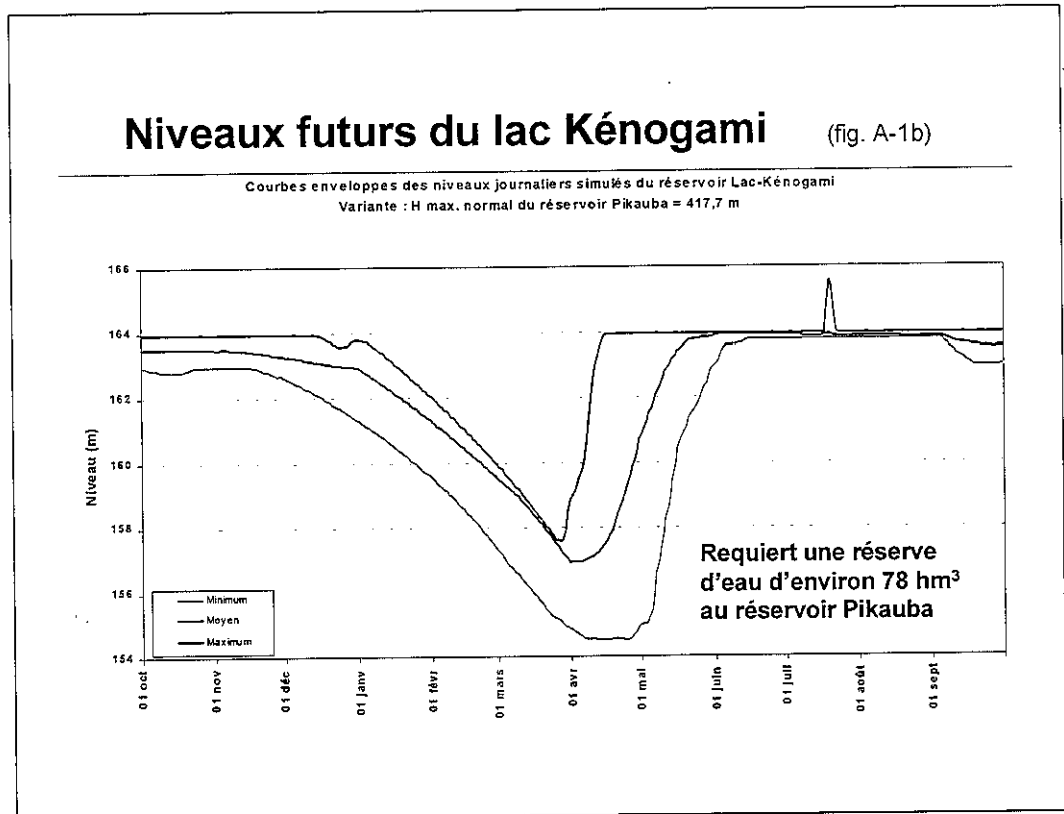 Niveaux futurs du lac Kénogami (fig. A-1b)
Courbes enveloppes des niveaux journaliers simulés du réservoir Lac-Kénogami
Variante : H max. normal du réservoir Pikauba = 417,7 m
Niveau (m)
166
164
162
160
158
156
154
Requiert une réserve
d'eau d'environ 78 hm³
au réservoir Pikauba
Minimum
Moyen
Maximum
01 oct
01 nov
01 déc
01 janv
01 févr
01 mars
01 avr
01 mai
01 juin
01 juil
01 août
01 sept